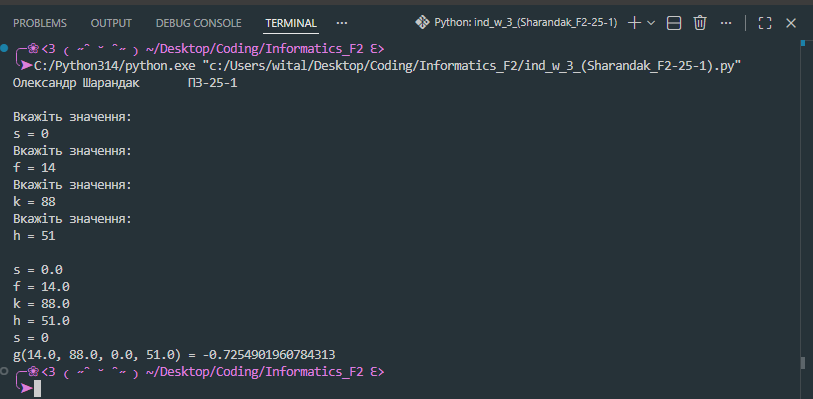 PROBLEMS OUTPUT DEBUG CONSOLE TERMINAL ··· Python: ind_w_3_(Sharandak_F2-25-1)
╭─❀<3 ( ˶ˆ ᵕ ˆ˶ ) ~/Desktop/Coding/Informatics_F2 Ɛ>
╰➤C:/Python314/python.exe "c:/Users/wital/Desktop/Coding/Informatics_F2/ind_w_3_(Sharandak_F2-25-1).py"
Олександр Шарандак ПЗ-25-1
Вкажіть значення:
s = 0
Вкажіть значення:
f = 14
Вкажіть значення:
k = 88
Вкажіть значення:
h = 51
s = 0.0
f = 14.0
k = 88.0
h = 51.0
s = 0
g(14.0, 88.0, 0.0, 51.0) = -0.7254901960784313
╭─❀<3 ( ˶ˆ ᵕ ˆ˶ ) ~/Desktop/Coding/Informatics_F2 Ɛ>
╰➤